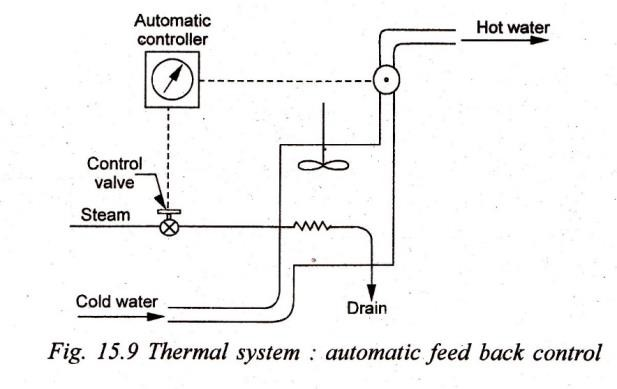 Automatic
controller
Hot water
Control
valve
Steam
Cold water
Drain
Fig. 15.9 Thermal system : automatic feed back control